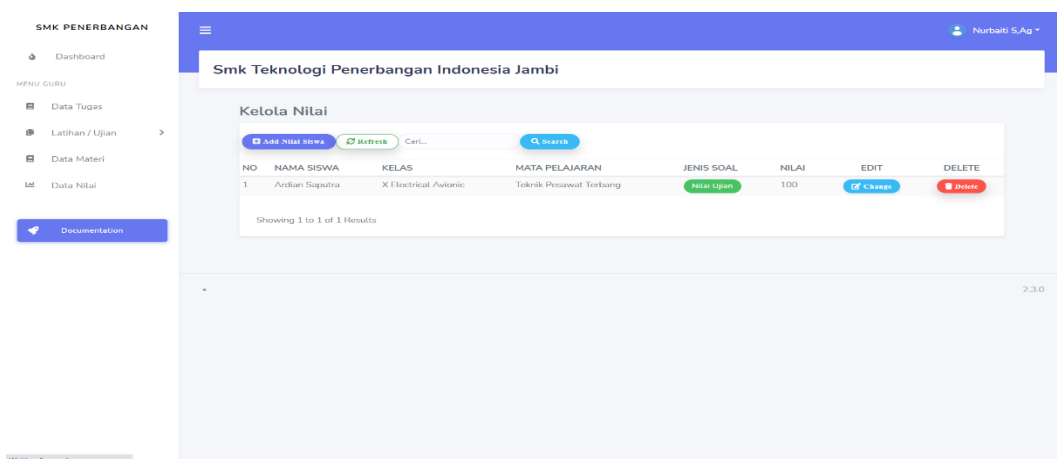 SMK PENERBANGAN
Nurbaiti S,Ag
Dashboard
Smk Teknologi Penerbangan Indonesia Jambi
MENU GURU
Data Tugas
Latihan / Ujian
Data Materi
Data Nilai
Documentation
Kelola Nilai
Add Nilai Siswa Refresh Cari... Search
NO NAMA SISWA KELAS MATA PELAJARAN JENIS SOAL NILAI EDIT DELETE
1 Ardian Saputra X Electrical Avionic Teknik Pesawat Terbang Nilai Ujian 100 Change Delete
Showing 1 to 1 of 1 Results
2.3.0